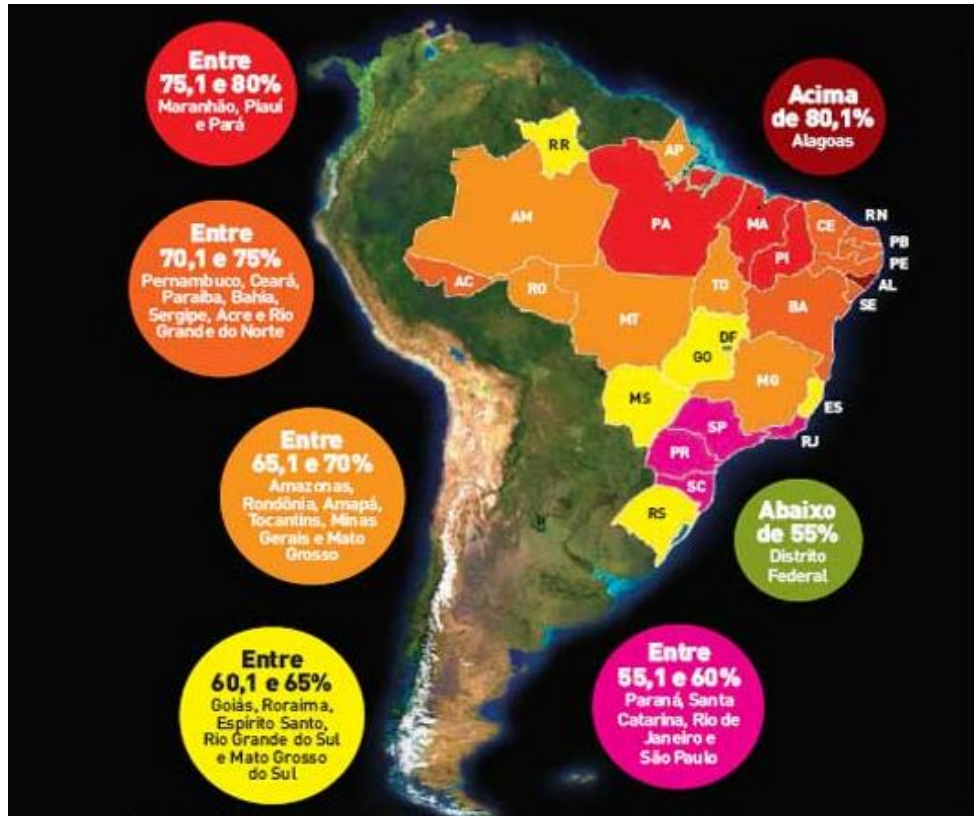 Entre
75,1 e 80%
Maranhão, Piauí
e Pará
Acima
de 80,1%
Alagoas
Entre
70,1 e 75%
Pernambuco, Ceará,
Paraíba, Bahia,
Sergipe, Acre e Rio
Grande do Norte
Entre
65,1 e 70%
Amazonas,
Rondônia, Amapá,
Tocantins, Minas
Gerais e Mato
Grosso
Entre
60,1 e 65%
Goiás, Roraima,
Espírito Santo,
Rio Grande do Sul
e Mato Grosso
do Sul
Entre
55,1 e 60%
Paraná, Santa
Catarina, Rio de
Janeiro e
São Paulo
Abaixo
de 55%
Distrito
Federal
RR
AP
AM
PA
MA
CE
RN
PB
PE
PI
AL
SE
AC
RO
TO
BA
MT
DF
GO
MG
MS
ES
SP
RJ
PR
SC
RS